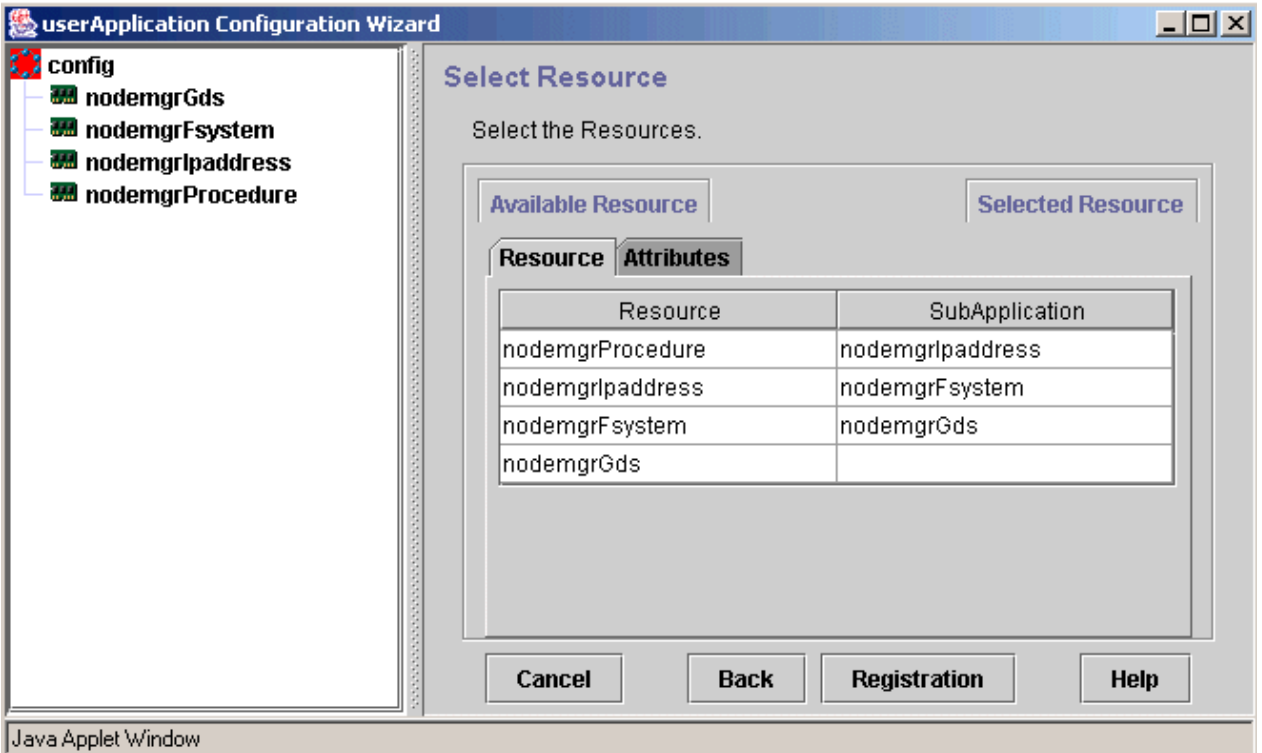 userApplication Configuration Wizard
config
nodemgrGds
nodemgrFsystem
nodemgrIpaddress
nodemgrProcedure
Select Resource
Select the Resources.
Available Resource
Selected Resource
Resource Attributes
Resource SubApplication
nodemgrProcedure nodemgrIpaddress
nodemgrIpaddress nodemgrFsystem
nodemgrFsystem nodemgrGds
nodemgrGds
Cancel Back Registration Help
Java Applet Window